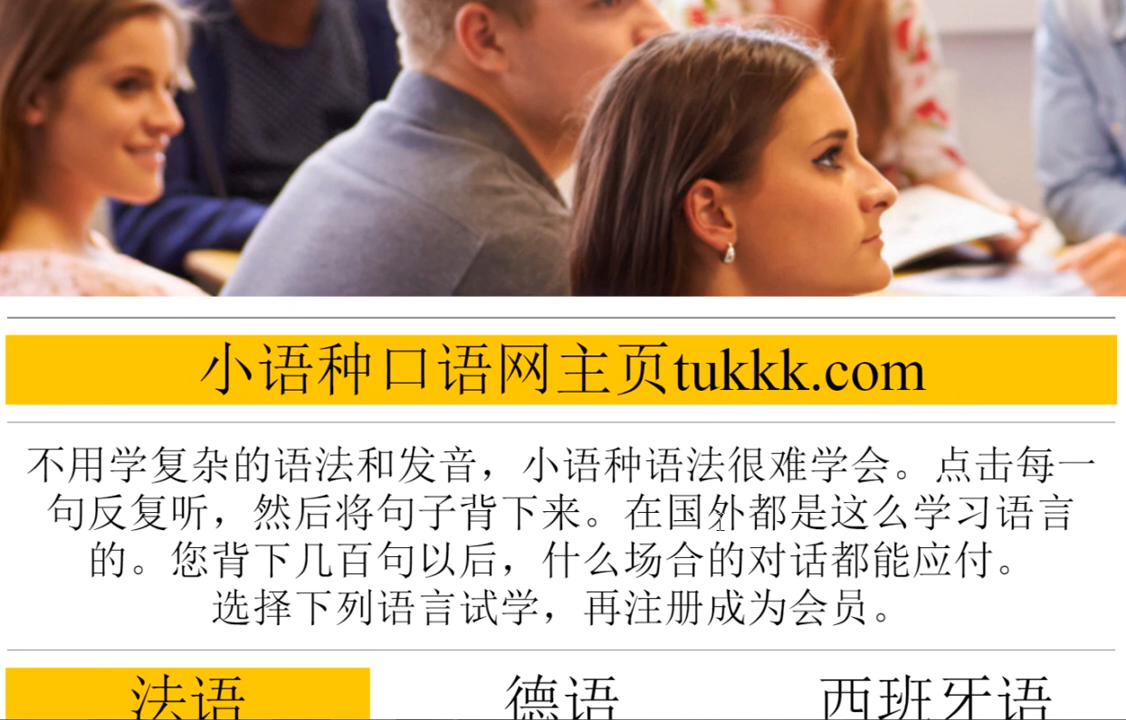 小语种口语网主页tukkk.com
不用学复杂的语法和发音，小语种语法很难学会。点击每一
句反复听，然后将句子背下来。在国外都是这么学习语言
的。您背下几百句以后，什么场合的对话都能应付。
选择下列语言试学，再注册成为会员。
法语 德语 西班牙语